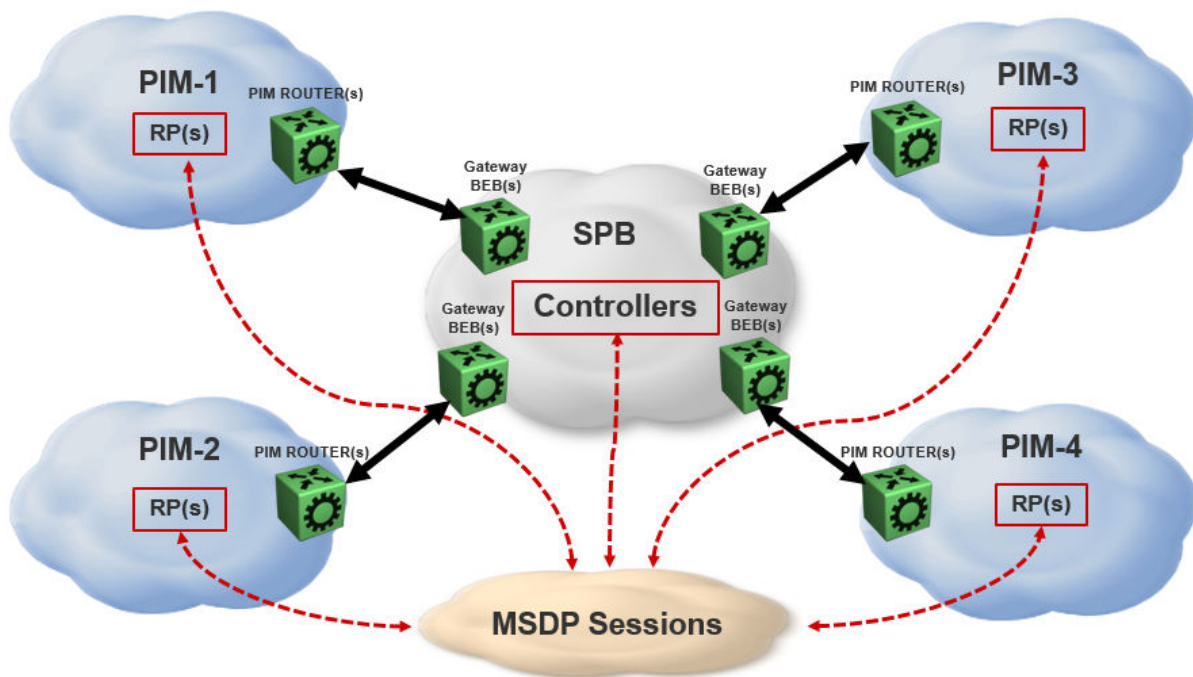 PIM-1
PIM ROUTER(s)
RP(s)
PIM-3
PIM ROUTER(s)
RP(s)
Gateway
BEB(s)
Gateway
BEB(s)
SPB
Controllers
Gateway
BEB(s)
Gateway
BEB(s)
PIM-2
PIM ROUTER(s)
RP(s)
PIM ROUTER(s)
PIM-4
RP(s)
MSDP Sessions